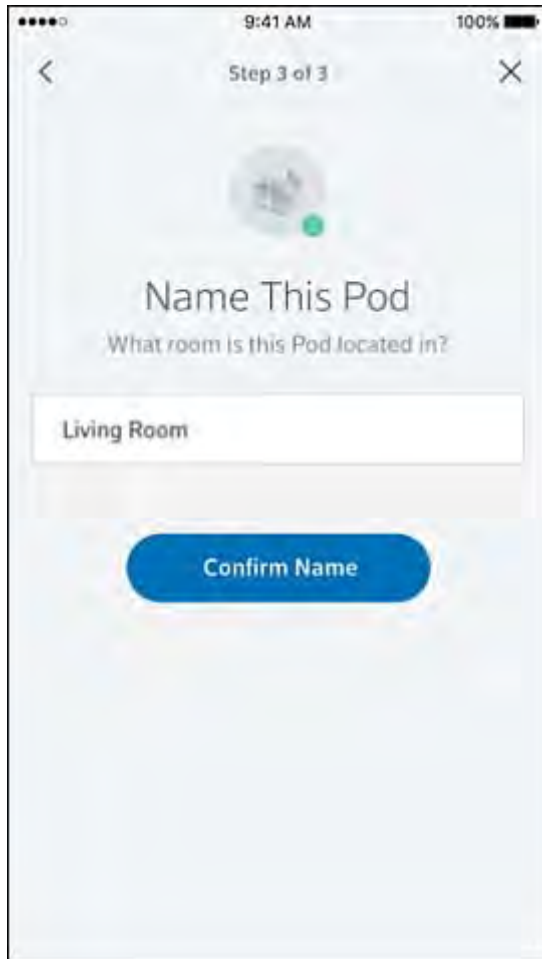 9:41 AM
100%
Step 3 of 3
Name This Pod
What room is this Pod located in?
Living Room
Confirm Name